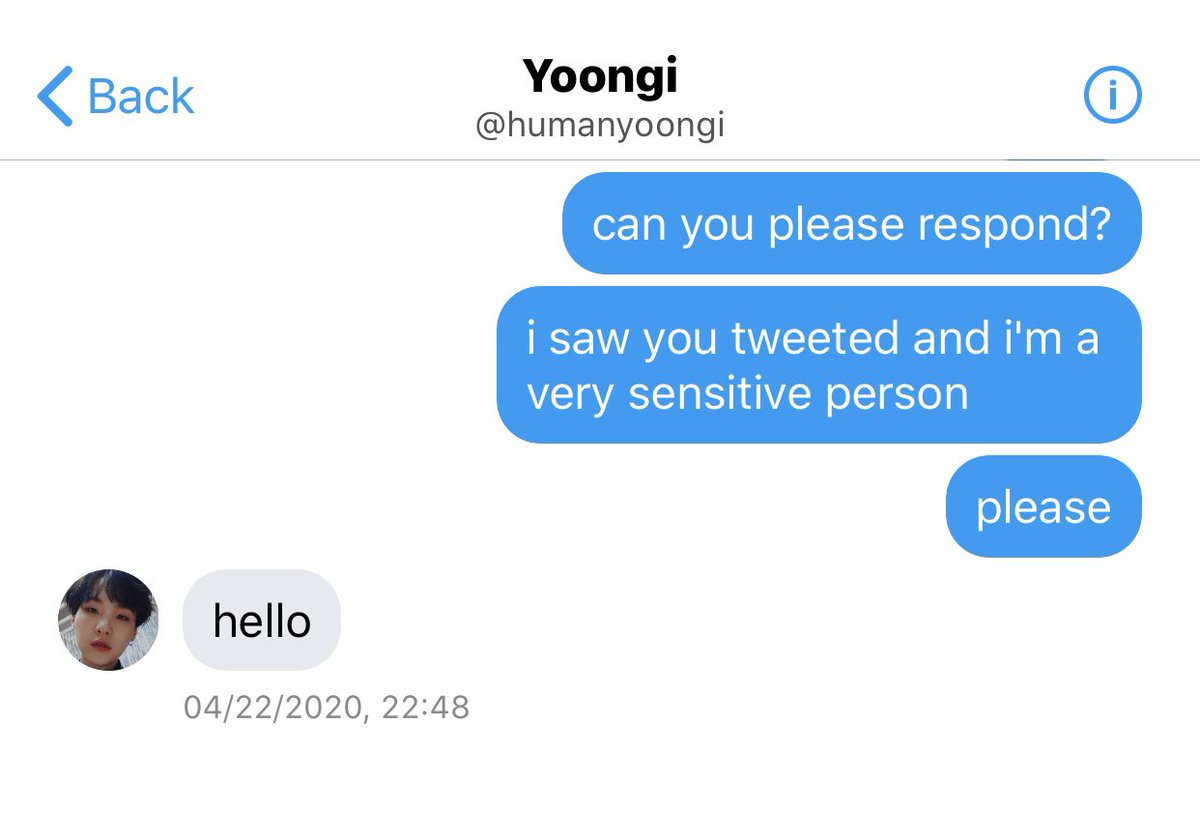 Back
Yoongi
@humanyoongi
can you please respond?
i saw you tweeted and i'm a
very sensitive person
please
hello
04/22/2020, 22:48